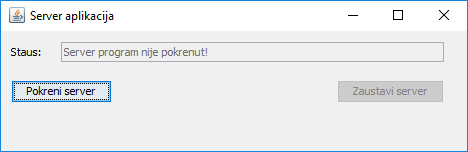 Server aplikacija
Staus: Server program nije pokrenut!
Pokreni server Zaustavi server